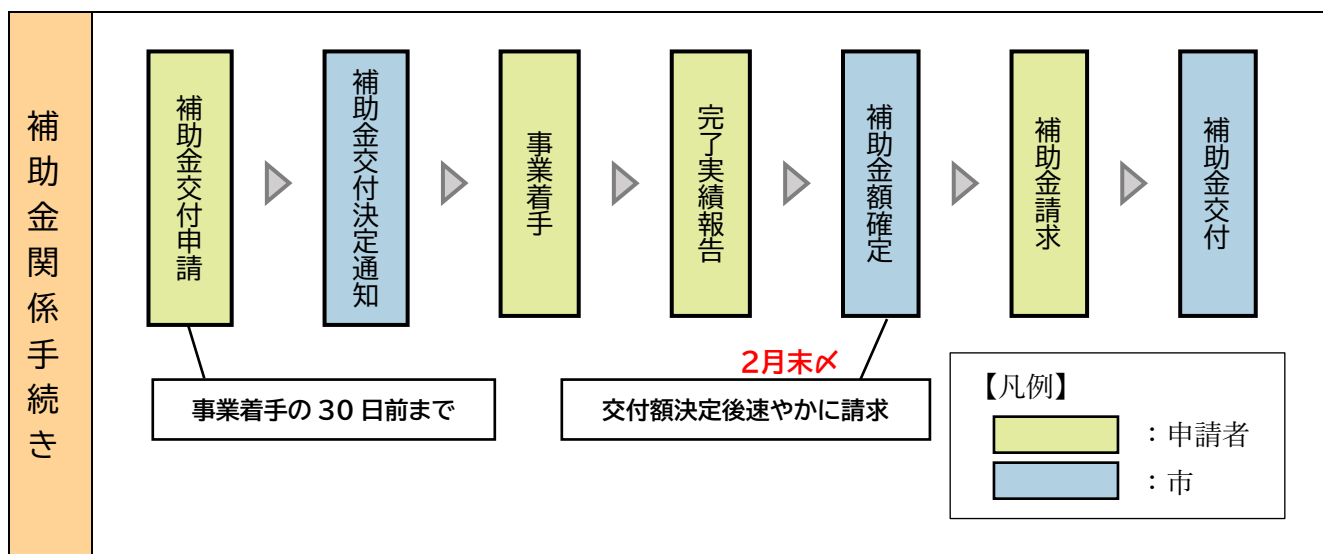 補助金関係手続き
補助金交付申請
補助金交付決定通知
事業着手
完了実績報告
補助金額確定
補助金請求
補助金交付
事業着手の 30 日前まで
2月末〆
交付額決定後速やかに請求
【凡例】
：申請者
：市